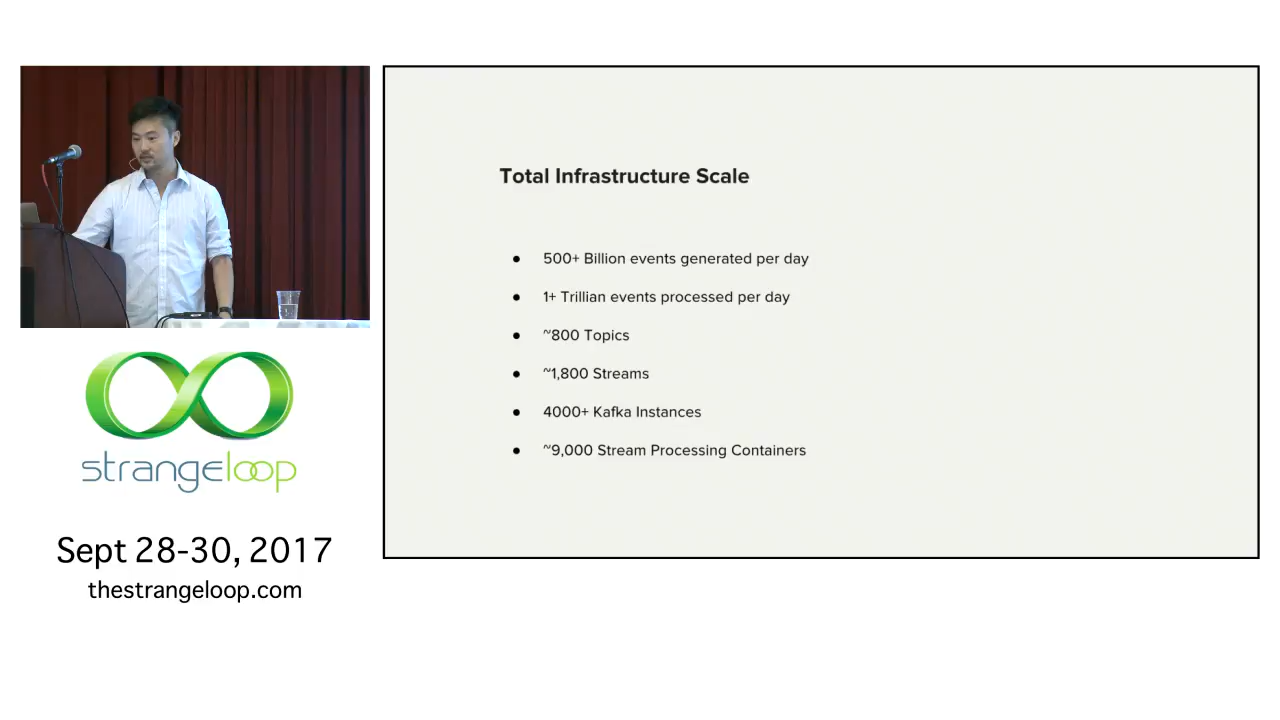 Total Infrastructure Scale
● 500+ Billion events generated per day
● 1+ Trillian events processed per day
● ~800 Topics
● ~1,800 Streams
● 4000+ Kafka Instances
● ~9,000 Stream Processing Containers
strangeloop
Sept 28-30, 2017
thestrangeloop.com